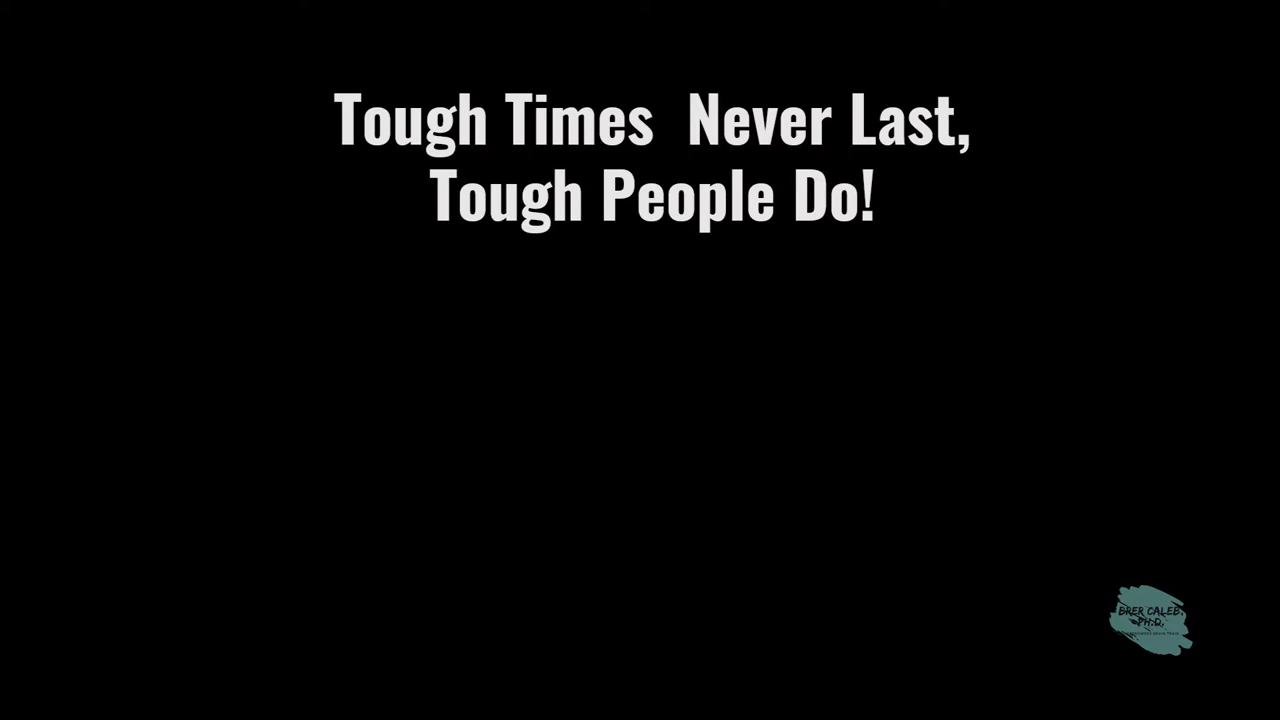 Tough Times  Never Last,
Tough People Do!
BRER CALEB,
PH.D.